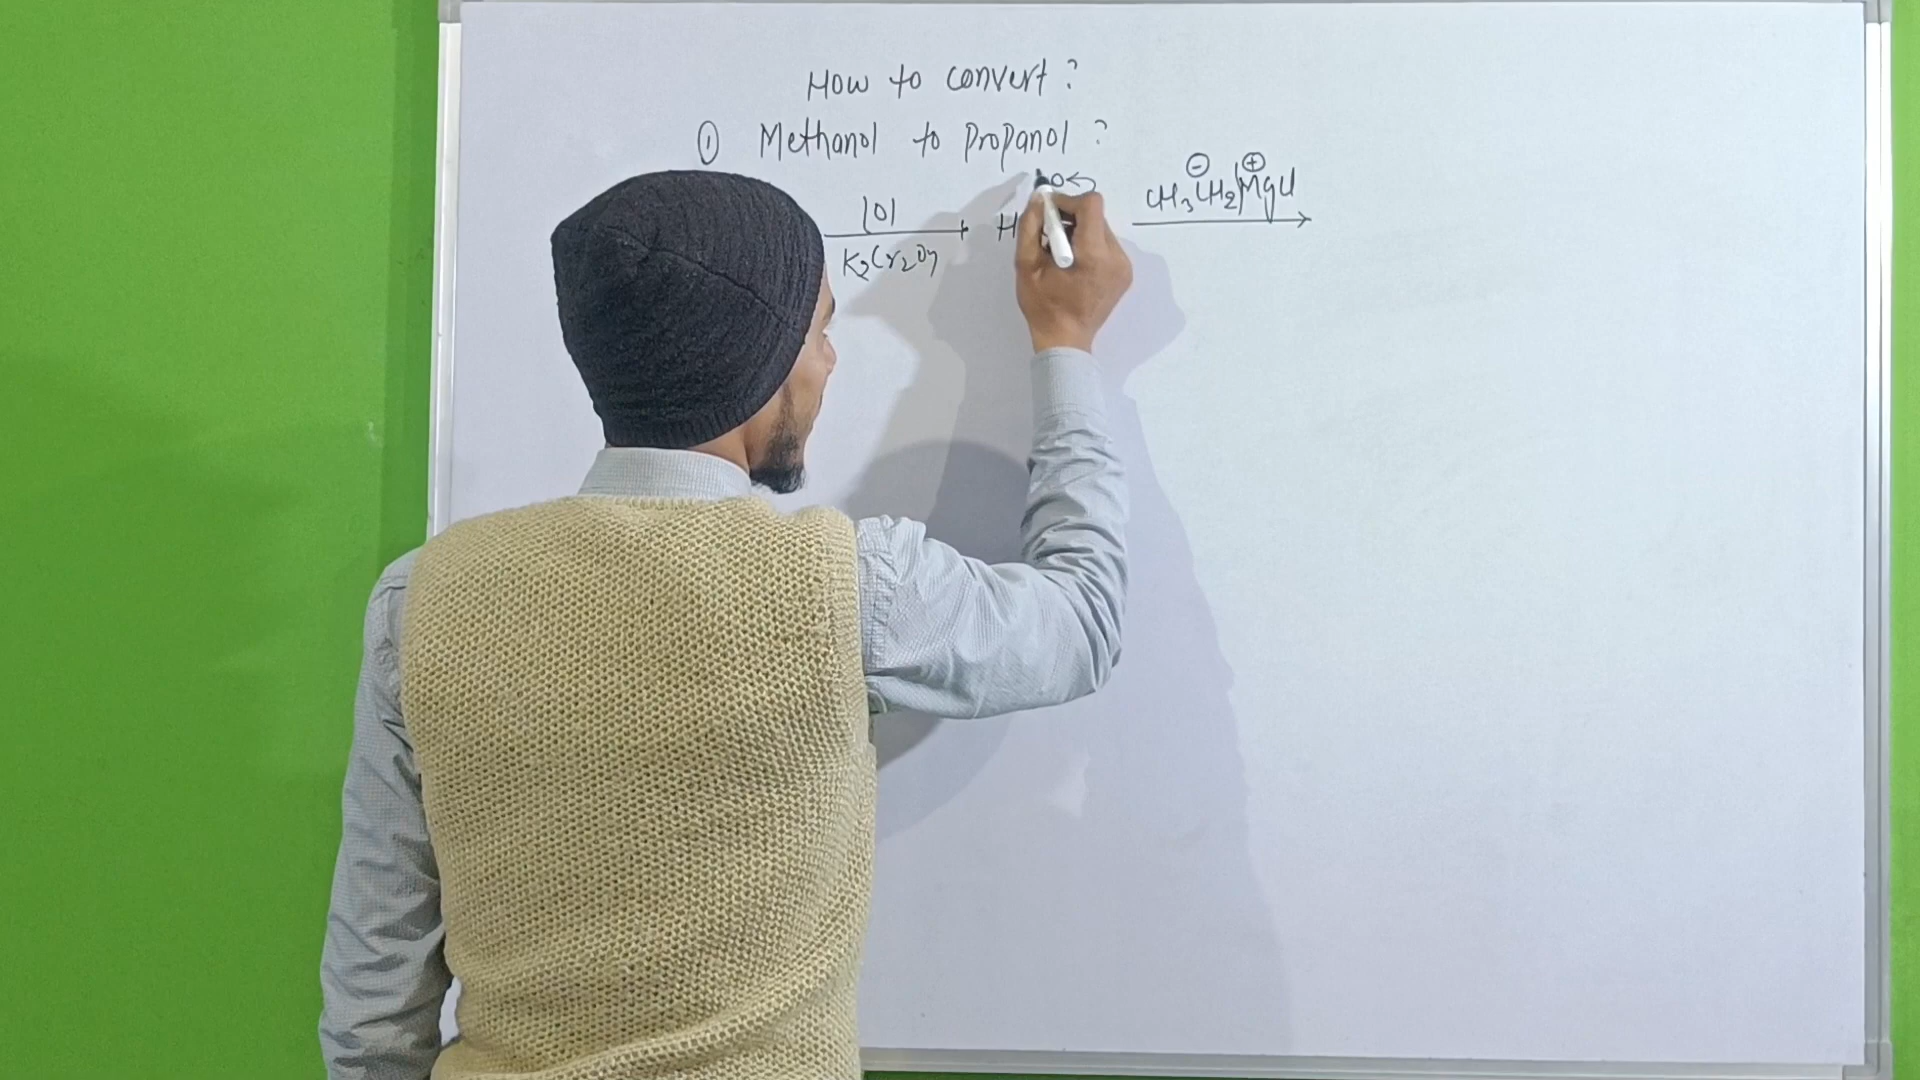 How to convert?
① Methanol to propanol?
[O] H O CH₃CH₂MgCl
K₂Cr₂O₇
⊖ ⊕